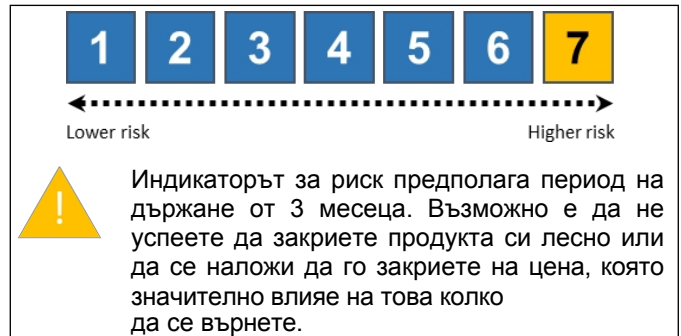 1 2 3 4 5 6 7
Lower risk Higher risk
!
Индикаторът за риск предполага период на
държане от 3 месеца. Възможно е да не
успеете да закриете продукта си лесно или
да се наложи да го закриете на цена, която
значително влияе на това колко
да се върнете.